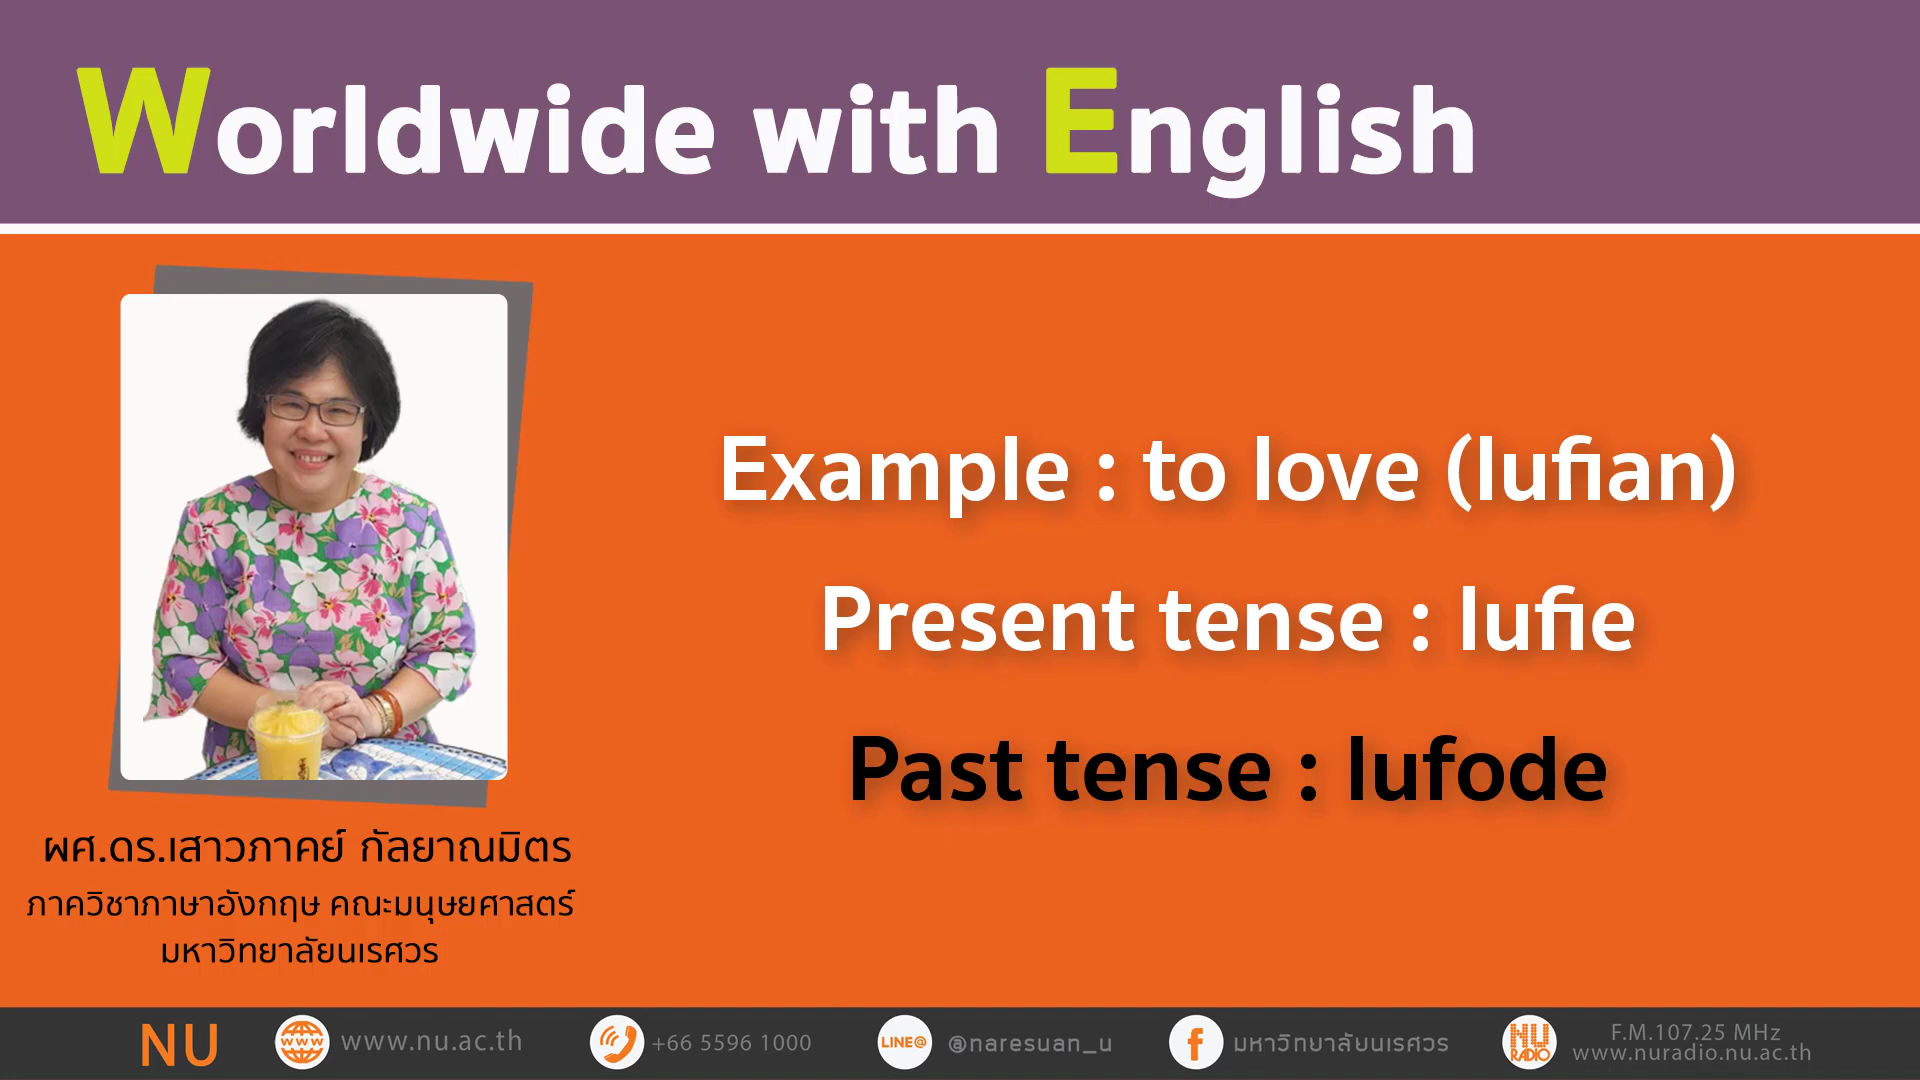 Worldwide with English
Example : to love (lufian)
Present tense : lufie
Past tense : lufode
ผศ.ดร.เสาวภาคย์ กัลยาณมิตร
ภาควิชาภาษาอังกฤษ คณะมนุษยศาสตร์
มหาวิทยาลัยนเรศวร
NU
www
www.nu.ac.th
+66 5596 1000
LINE@
@naresuan_u
f
มหาวิทยาลัยนเรศวร
NU
RADIO
F.M.107.25 MHz
www.nuradio.nu.ac.th